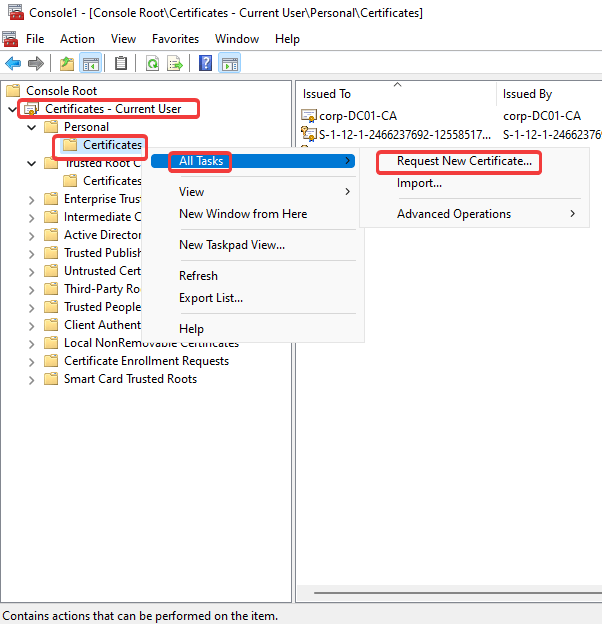 Console1 - [Console Root\Certificates - Current User\Personal\Certificates]
File Action View Favorites Window Help
Console Root
Certificates - Current User
Personal
Certificates
Trusted Root C
Certificates
Enterprise Trus
Intermediate C
Active Director
Trusted Publish
Untrusted Cert
Third-Party Ro
Trusted People
Client Authent
Local NonRemovable Certificates
Certificate Enrollment Requests
Smart Card Trusted Roots
All Tasks
View
New Window from Here
New Taskpad View...
Refresh
Export List...
Help
Request New Certificate...
Import...
Advanced Operations
Issued To Issued By
corp-DC01-CA corp-DC01-CA
S-1-12-1-2466237692-12558517... S-1-12-1-2466237692
Contains actions that can be performed on the item.